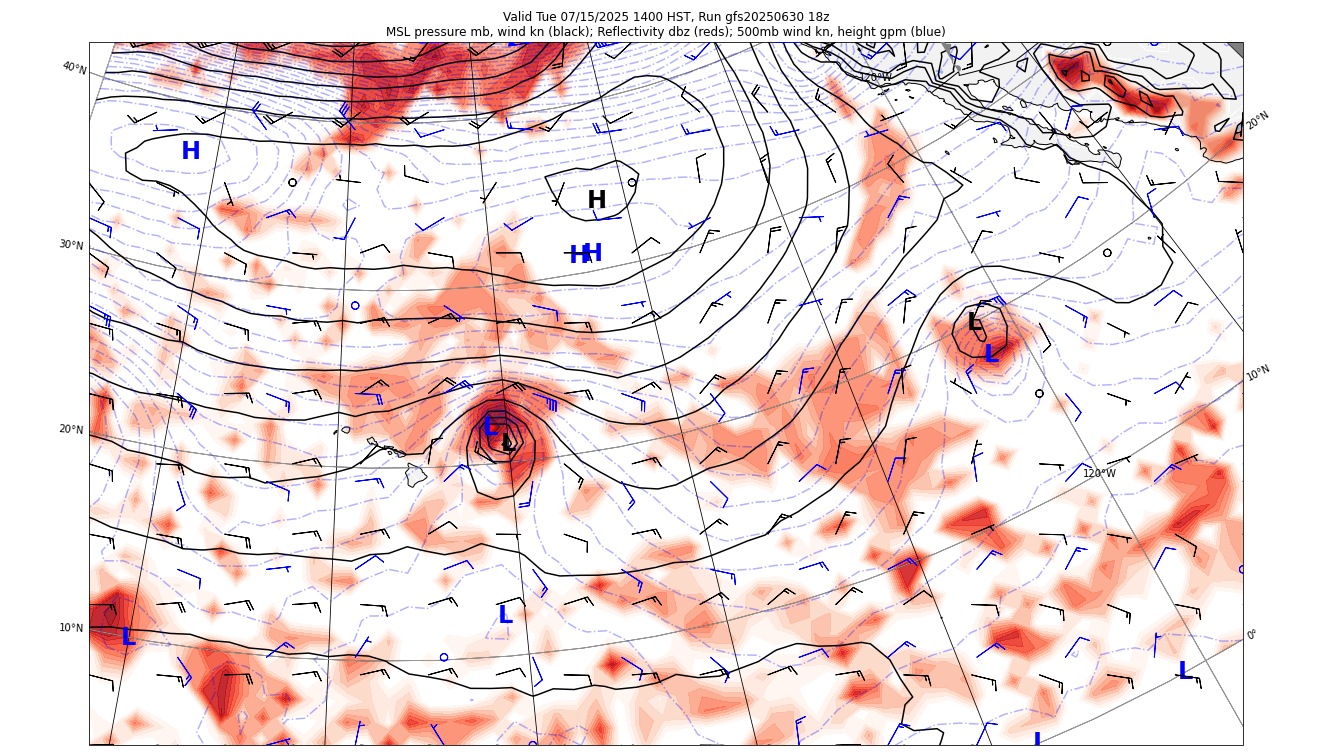 Valid Tue 07/15/2025 1400 HST, Run gfs20250630 18z
MSL pressure mb, wind kn (black); Reflectivity dbz (reds); 500mb wind kn, height gpm (blue)
40°N
120°W
20°N
H
H
30°N
H H
L
L
10°N
20°N
L
L
120°W
L
10°N
L
0°
L
L